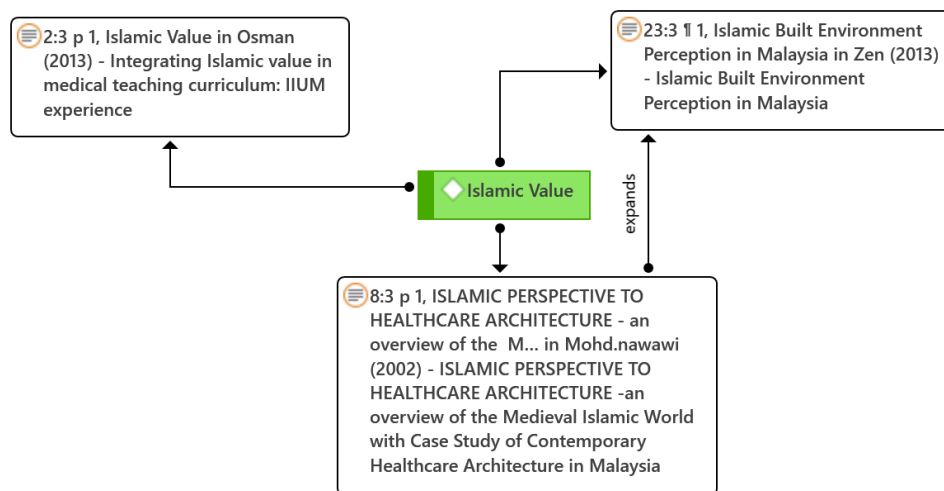 2:3 p 1, Islamic Value in Osman
(2013) - Integrating Islamic value in
medical teaching curriculum: IIUM
experience
23:3 ¶ 1, Islamic Built Environment
Perception in Malaysia in Zen (2013)
- Islamic Built Environment
Perception in Malaysia
Islamic Value
expands
8:3 p 1, ISLAMIC PERSPECTIVE TO
HEALTHCARE ARCHITECTURE - an
overview of the  M... in Mohd.nawawi
(2002) - ISLAMIC PERSPECTIVE TO
HEALTHCARE ARCHITECTURE -an
overview of the Medieval Islamic World
with Case Study of Contemporary
Healthcare Architecture in Malaysia